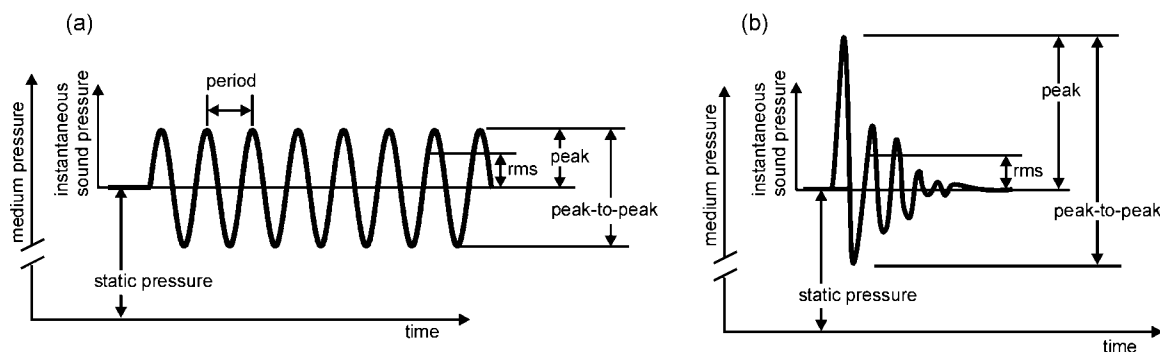 (a)
medium pressure
instantaneous
sound pressure
period
peak
rms
peak-to-peak
static pressure
time
(b)
medium pressure
instantaneous
sound pressure
peak
rms
peak-to-peak
static pressure
time